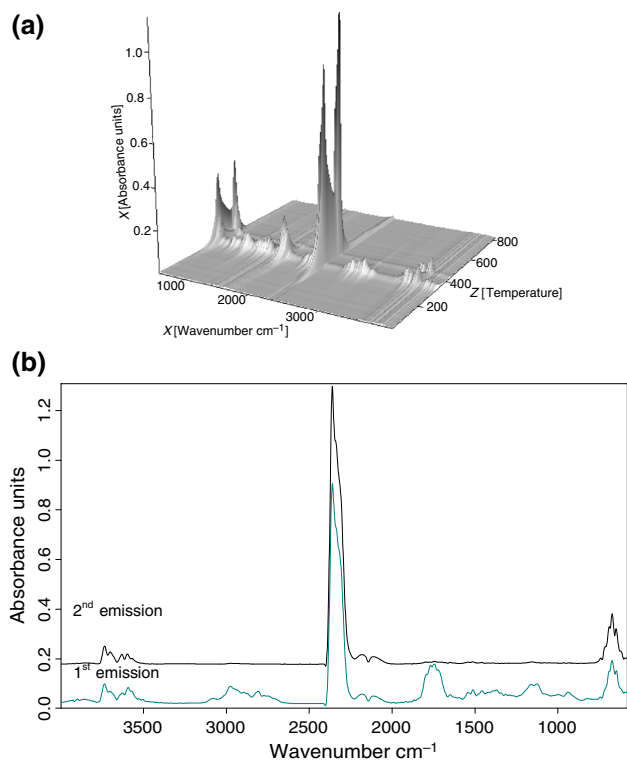 (a)
1.0
0.8
0.6
0.4
0.2
X [Absorbance units]
1000
2000
3000
X [Wavenumber cm⁻¹]
800
600
400
200
Z [Temperature]
(b)
1.2
1.0
0.8
0.6
0.4
0.2
0.0
Absorbance units
2ⁿᵈ emission
1ˢᵗ emission
3500 3000 2500 2000 1500 1000
Wavenumber cm⁻¹